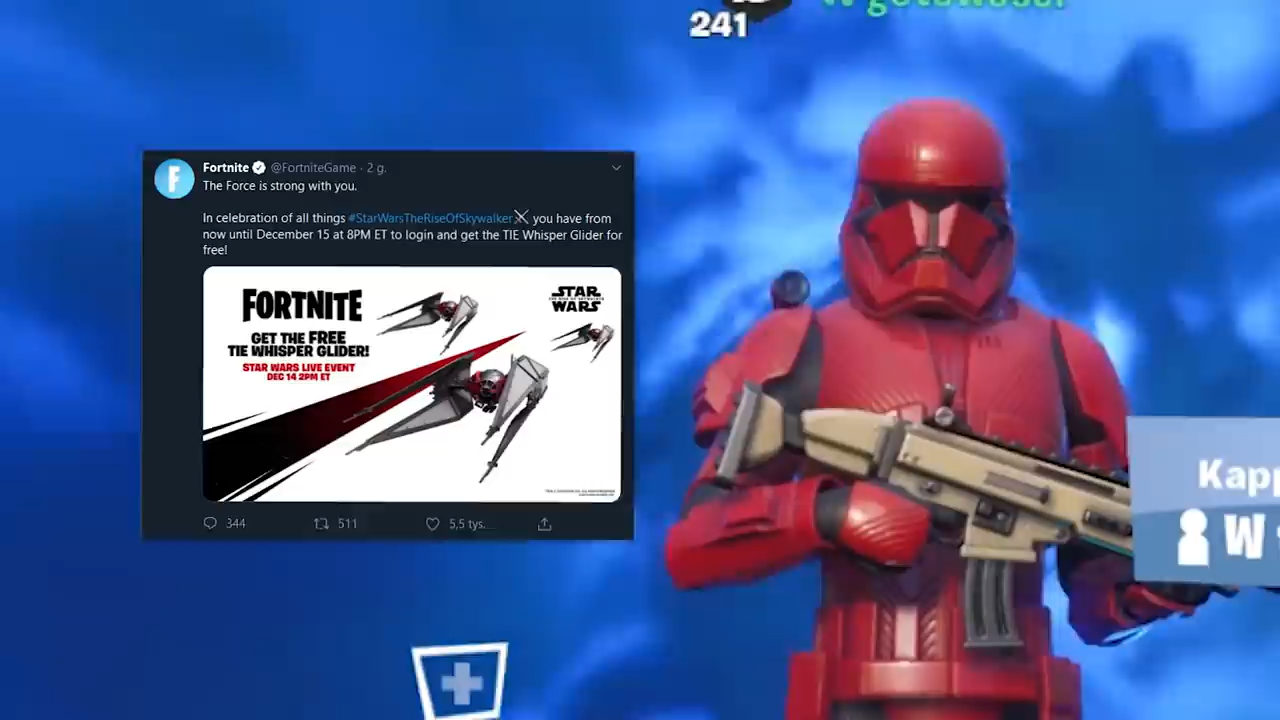 241
Fortnite @FortniteGame · 2 g.
The Force is strong with you.
In celebration of all things #StarWarsTheRiseOfSkywalker you have from
now until December 15 at 8PM ET to login and get the TIE Whisper Glider for
free!
FORTNITE
GET THE FREE
TIE WHISPER GLIDER!
STAR WARS LIVE EVENT
DEC 14 2PM ET
STAR
WARS
344 511 5,5 tys...
Kapp
W